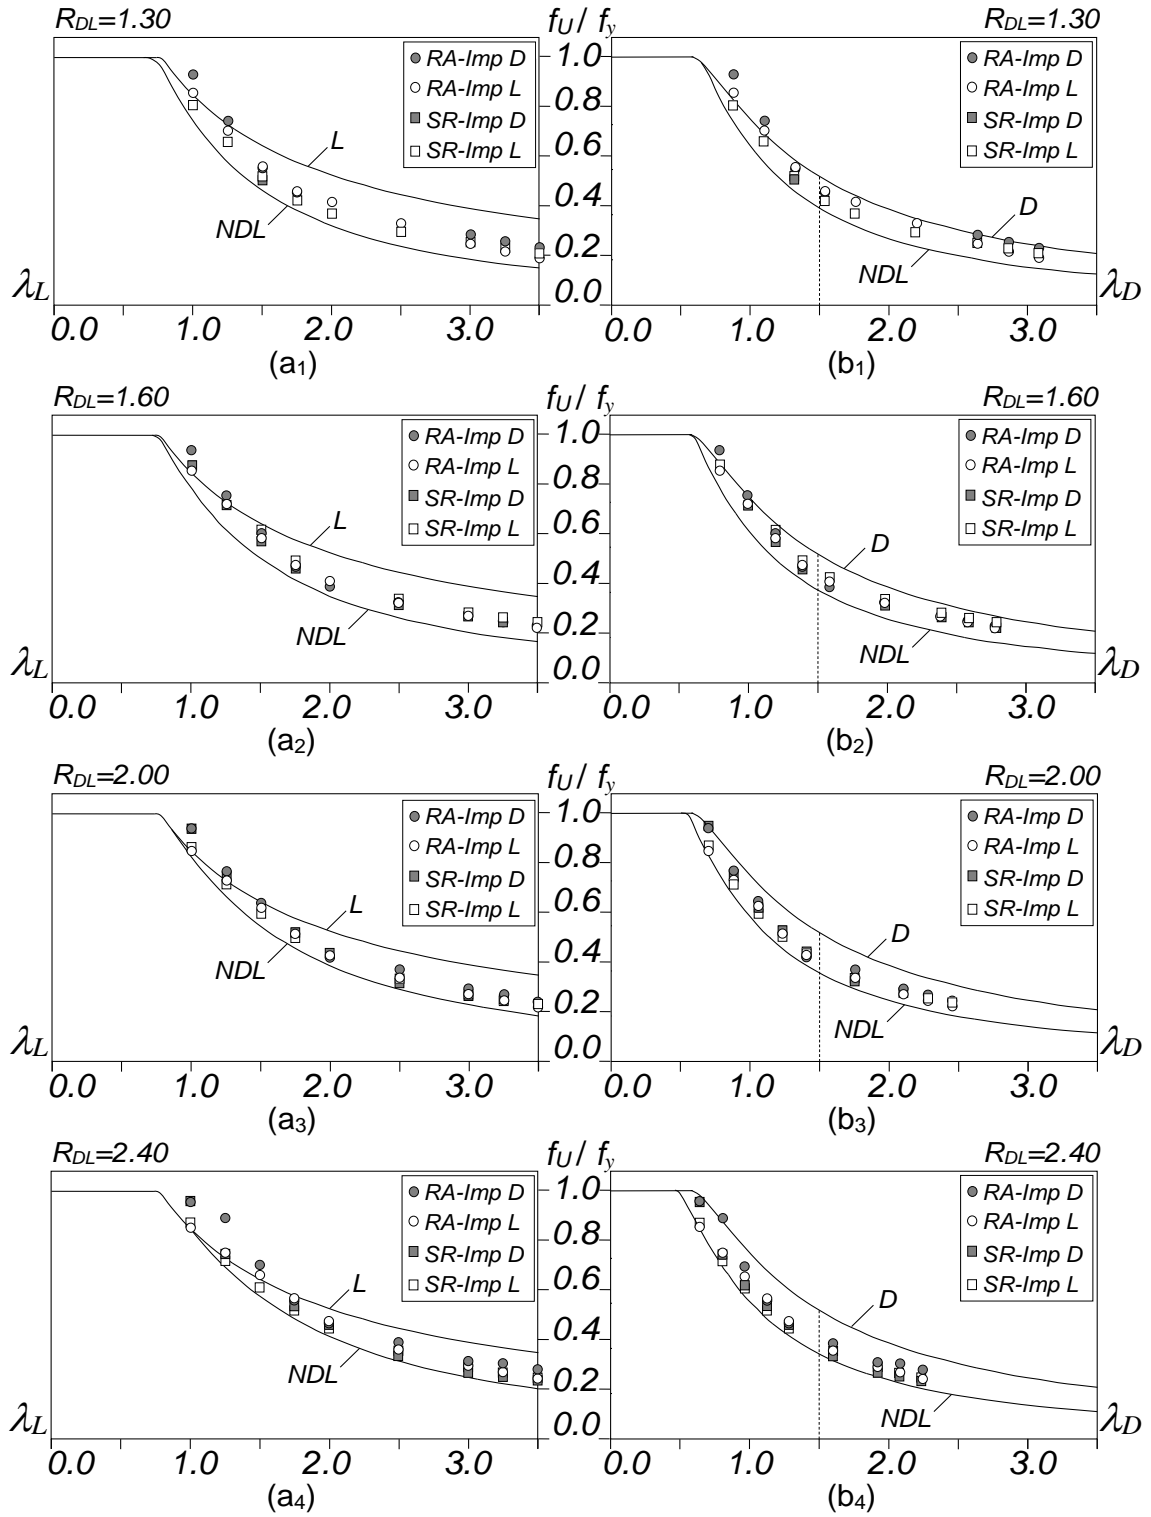 R_DL=1.30
f_U / f_y
R_DL=1.30
RA-Imp D
RA-Imp L
SR-Imp D
SR-Imp L
L
NDL
λ_L
0.0 1.0 2.0 3.0
(a1)
1.0
0.8
0.6
0.4
0.2
0.0
RA-Imp D
RA-Imp L
SR-Imp D
SR-Imp L
D
NDL
λ_D
0.0 1.0 2.0 3.0
(b1)
R_DL=1.60
f_U / f_y
R_DL=1.60
RA-Imp D
RA-Imp L
SR-Imp D
SR-Imp L
L
NDL
λ_L
0.0 1.0 2.0 3.0
(a2)
1.0
0.8
0.6
0.4
0.2
0.0
RA-Imp D
RA-Imp L
SR-Imp D
SR-Imp L
D
NDL
λ_D
0.0 1.0 2.0 3.0
(b2)
R_DL=2.00
f_U / f_y
R_DL=2.00
RA-Imp D
RA-Imp L
SR-Imp D
SR-Imp L
L
NDL
λ_L
0.0 1.0 2.0 3.0
(a3)
1.0
0.8
0.6
0.4
0.2
0.0
RA-Imp D
RA-Imp L
SR-Imp D
SR-Imp L
D
NDL
λ_D
0.0 1.0 2.0 3.0
(b3)
R_DL=2.40
f_U / f_y
R_DL=2.40
RA-Imp D
RA-Imp L
SR-Imp D
SR-Imp L
L
NDL
λ_L
0.0 1.0 2.0 3.0
(a4)
1.0
0.8
0.6
0.4
0.2
0.0
RA-Imp D
RA-Imp L
SR-Imp D
SR-Imp L
D
NDL
λ_D
0.0 1.0 2.0 3.0
(b4)